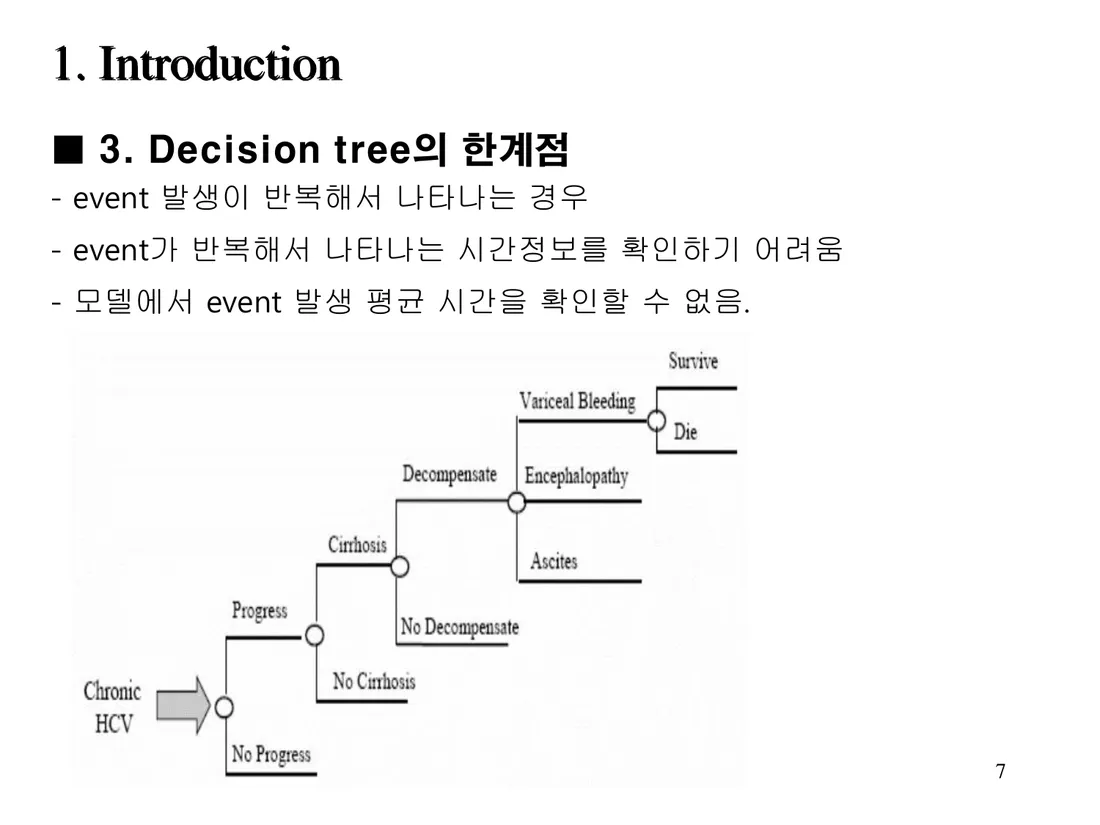 1. Introduction
■ 3. Decision tree의 한계점
- event 발생이 반복해서 나타나는 경우
- event가 반복해서 나타나는 시간정보를 확인하기 어려움
- 모델에서 event 발생 평균 시간을 확인할 수 없음.
Survive
Variceal Bleeding
Die
Decompensate
Encephalopathy
Cirrhosis
Ascites
Progress
No Decompensate
Chronic
HCV
No Cirrhosis
No Progress
7